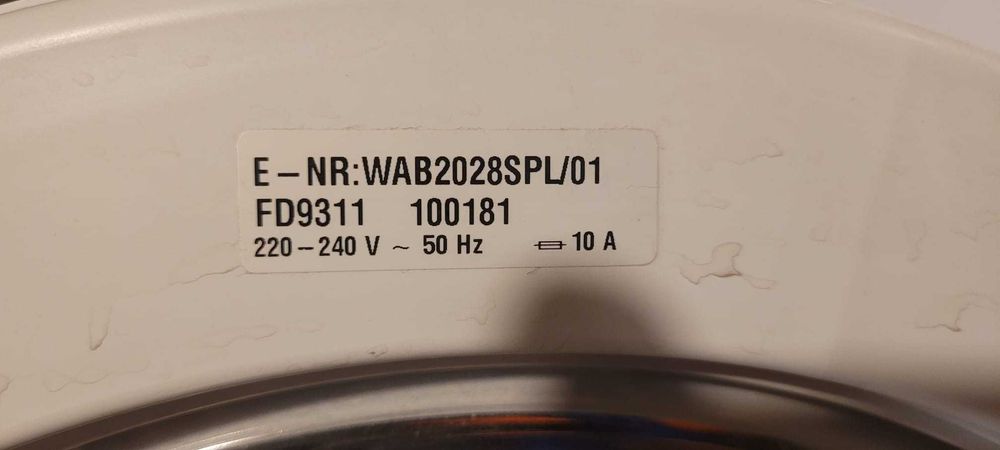 E-NR:WAB2028SPL/01
FD9311 100181
220-240 V ~ 50 Hz 10 A